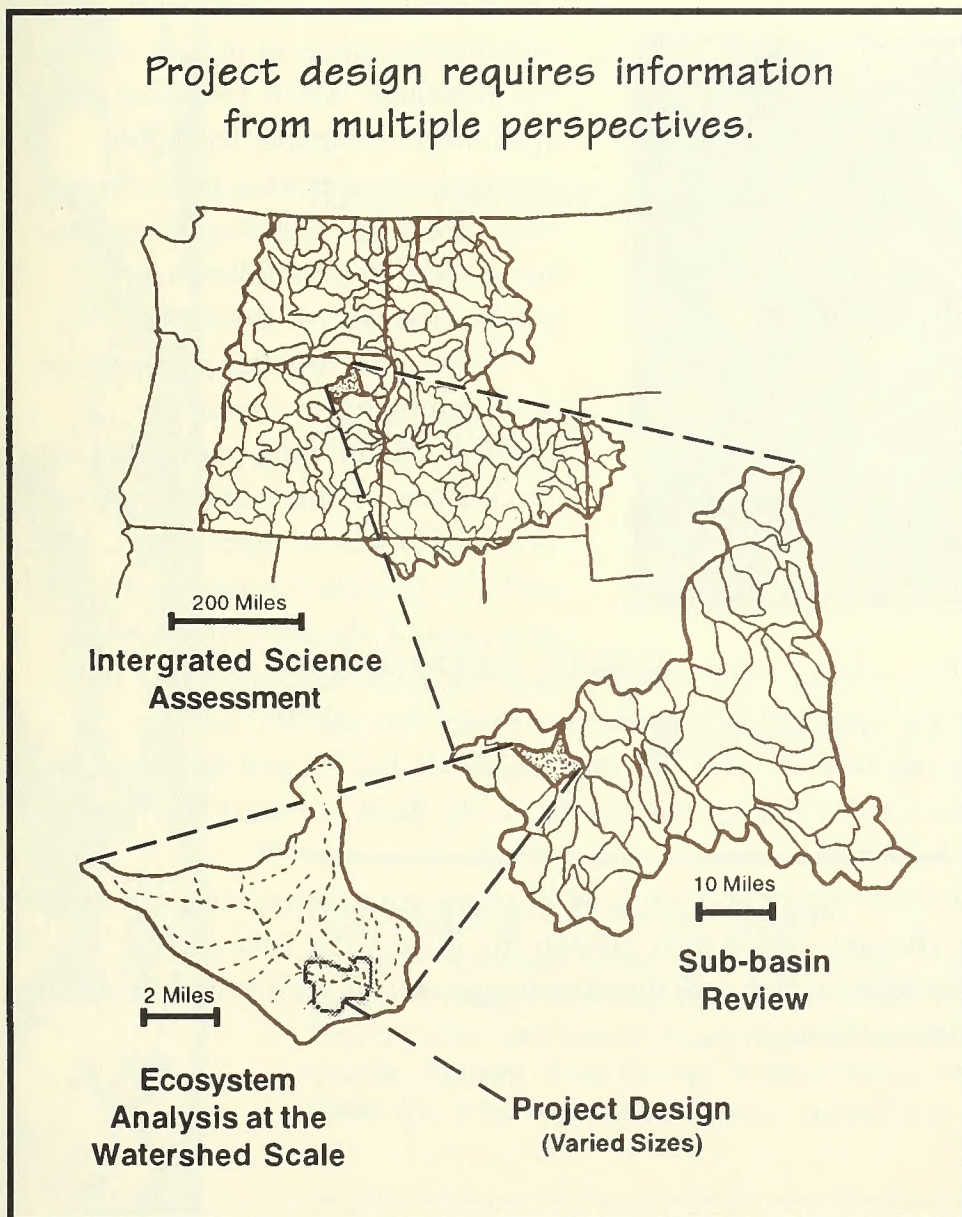 Project design requires information
from multiple perspectives.
200 Miles
Intergrated Science
Assessment
10 Miles
Sub-basin
Review
2 Miles
Ecosystem
Analysis at the
Watershed Scale
Project Design
(Varied Sizes)